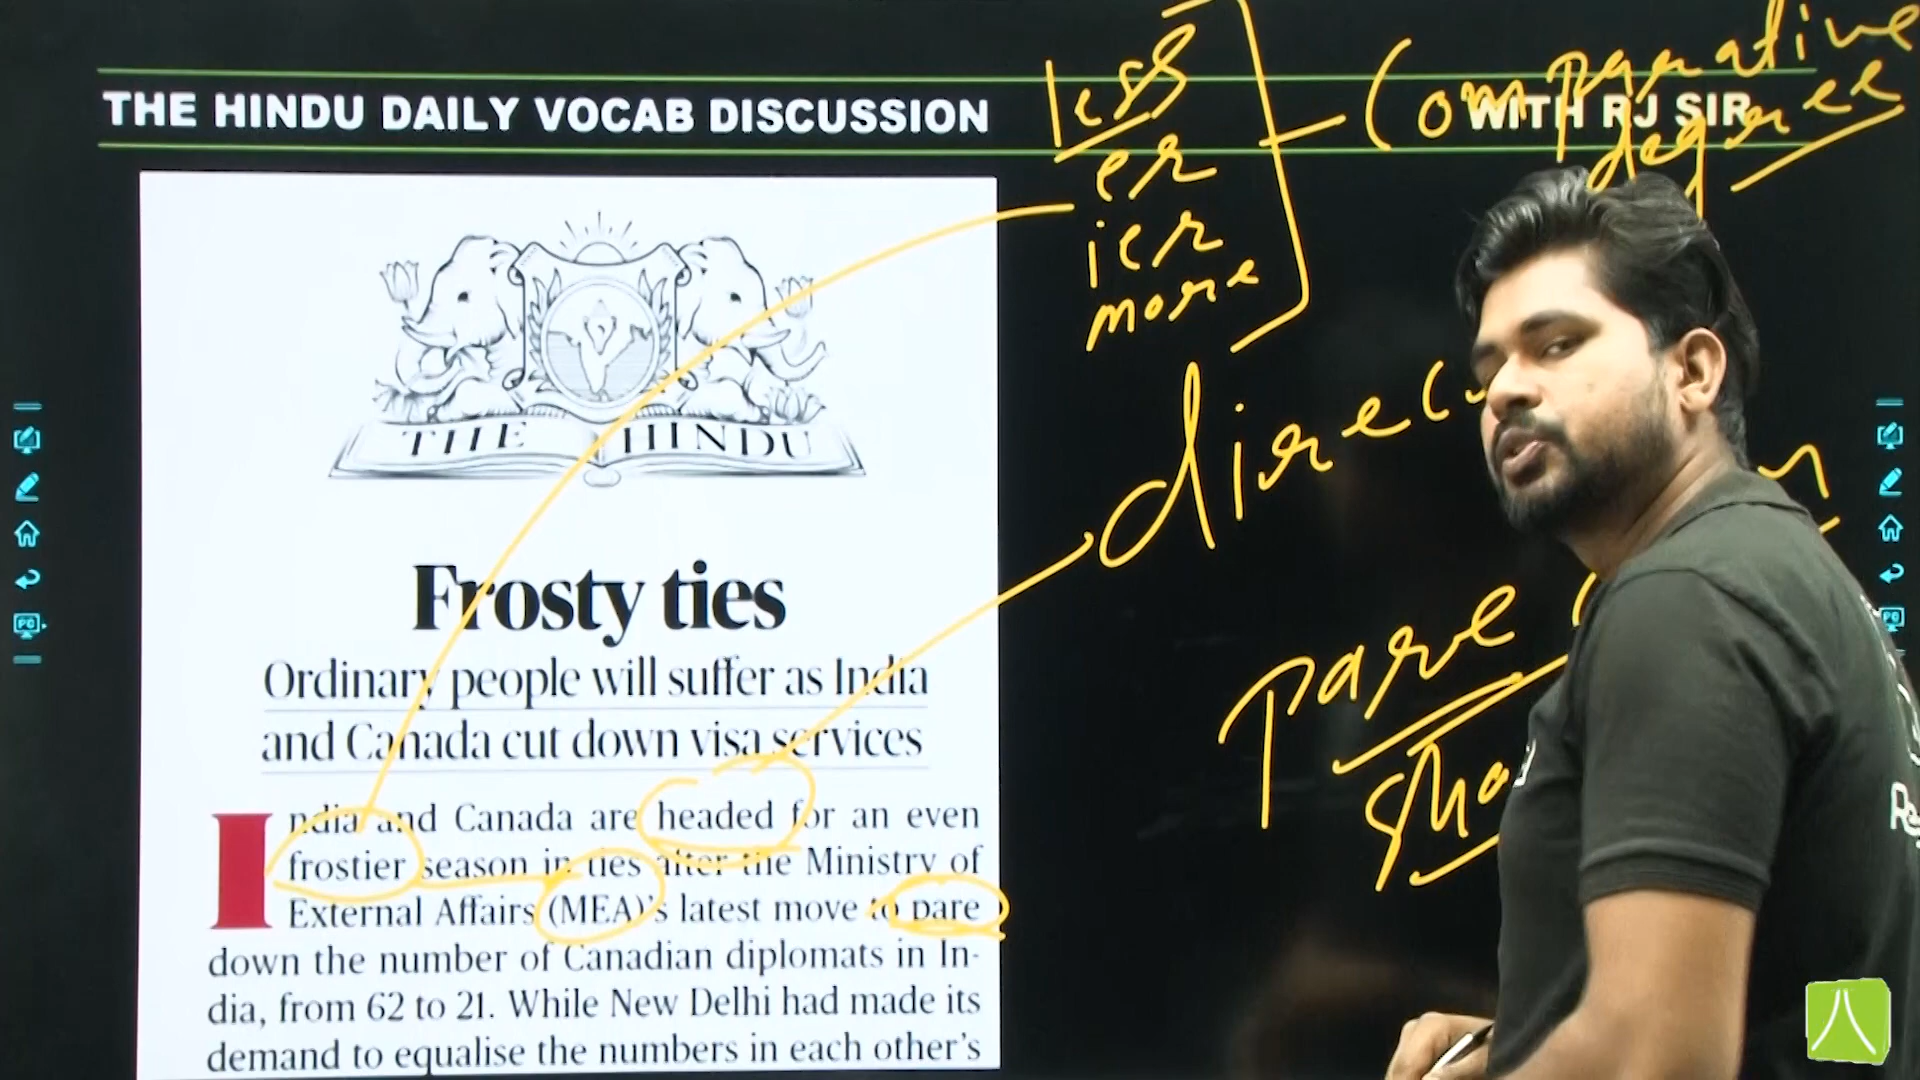 THE HINDU DAILY VOCAB DISCUSSION
WITH RJ SIR
less
er
ier
more
Comparative
degree
THE HINDU
Frosty ties
Ordinary people will suffer as India
and Canada cut down visa services
India and Canada are headed for an even
frostier season in ties after the Ministry of
External Affairs (MEA)'s latest move to pare
down the number of Canadian diplomats in In-
dia, from 62 to 21. While New Delhi had made its
demand to equalise the numbers in each other's
pare
PC
PC